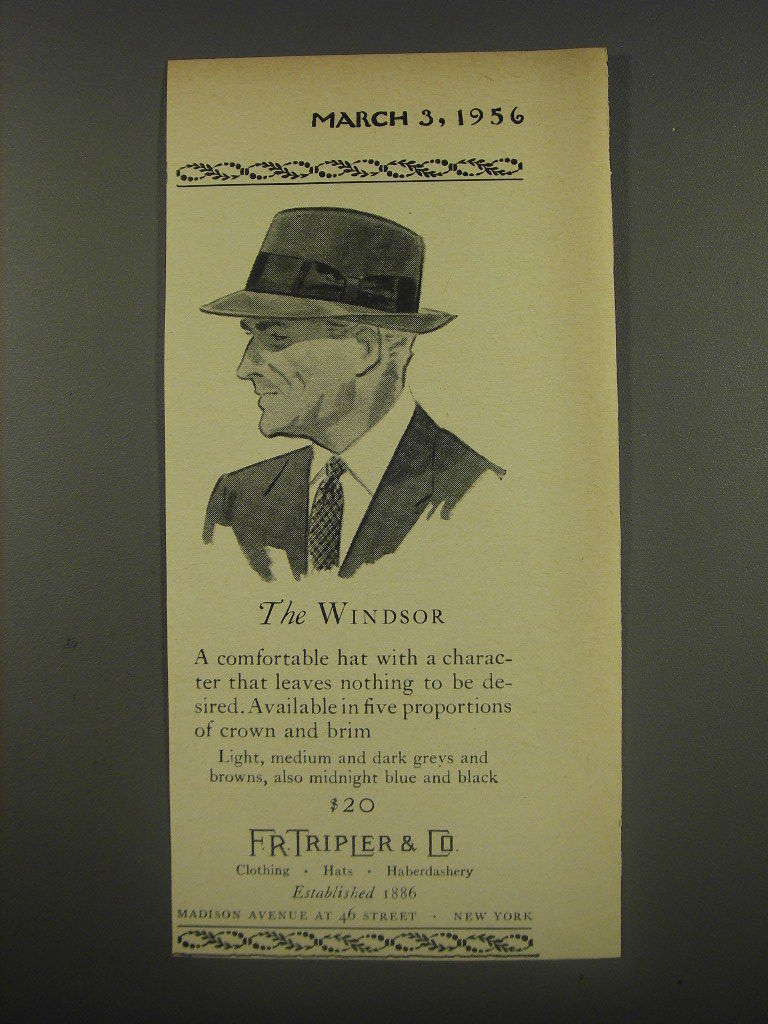 MARCH 3, 1956
The WINDSOR
A comfortable hat with a charac-
ter that leaves nothing to be de-
sired. Available in five proportions
of crown and brim
Light, medium and dark greys and
browns, also midnight blue and black
$20
F.R. TRIPLER & CO.
Clothing · Hats · Haberdashery
Established 1886
MADISON AVENUE AT 46 STREET · NEW YORK